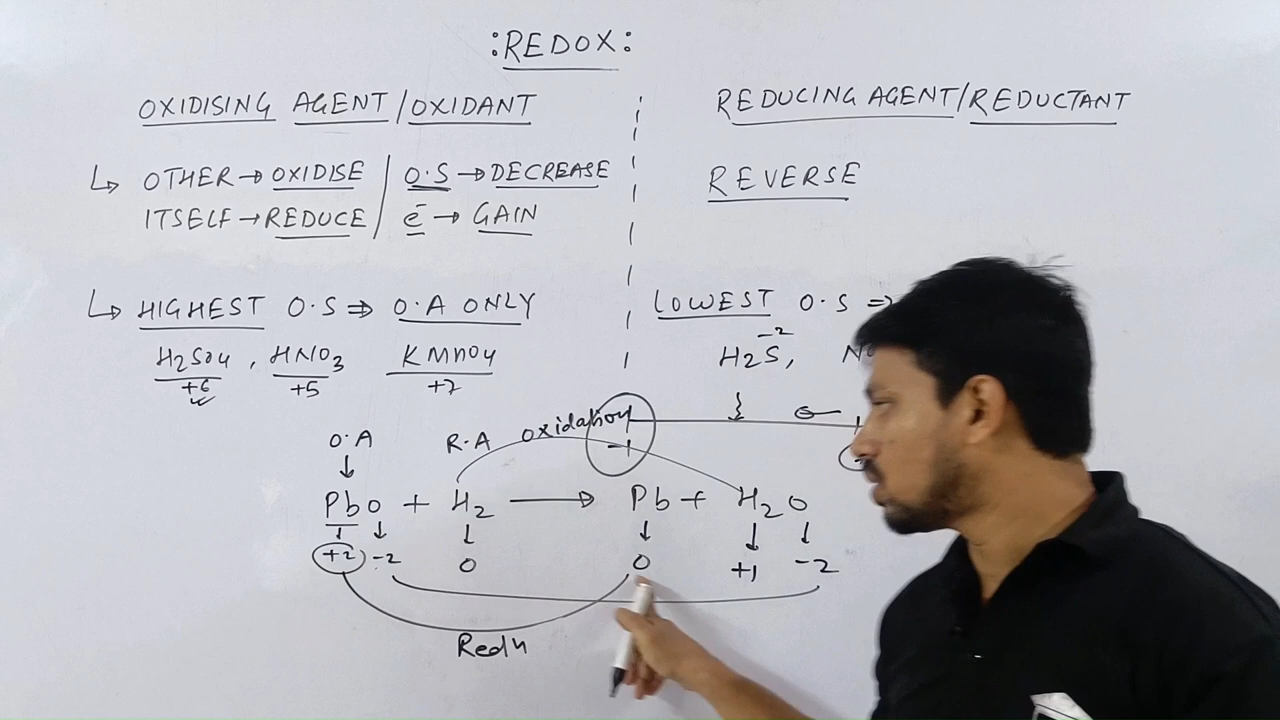 :REDOX:
OXIDISING AGENT/OXIDANT
REDUCING AGENT/REDUCTANT
↳ OTHER→OXIDISE / O.S→DECREASE
REVERSE
ITSELF→REDUCE / e⁻→ GAIN
↳ HIGHEST O.S ⇒ O.A ONLY
LOWEST O.S ⇒
H2SO4, HNO3 KMnO4
+6 +5 +7
-2
H2S,
O.A R.A oxidation
-1
PbO + H2 → Pb + H2O
+2 -2 0 0 +1 -2
Redn